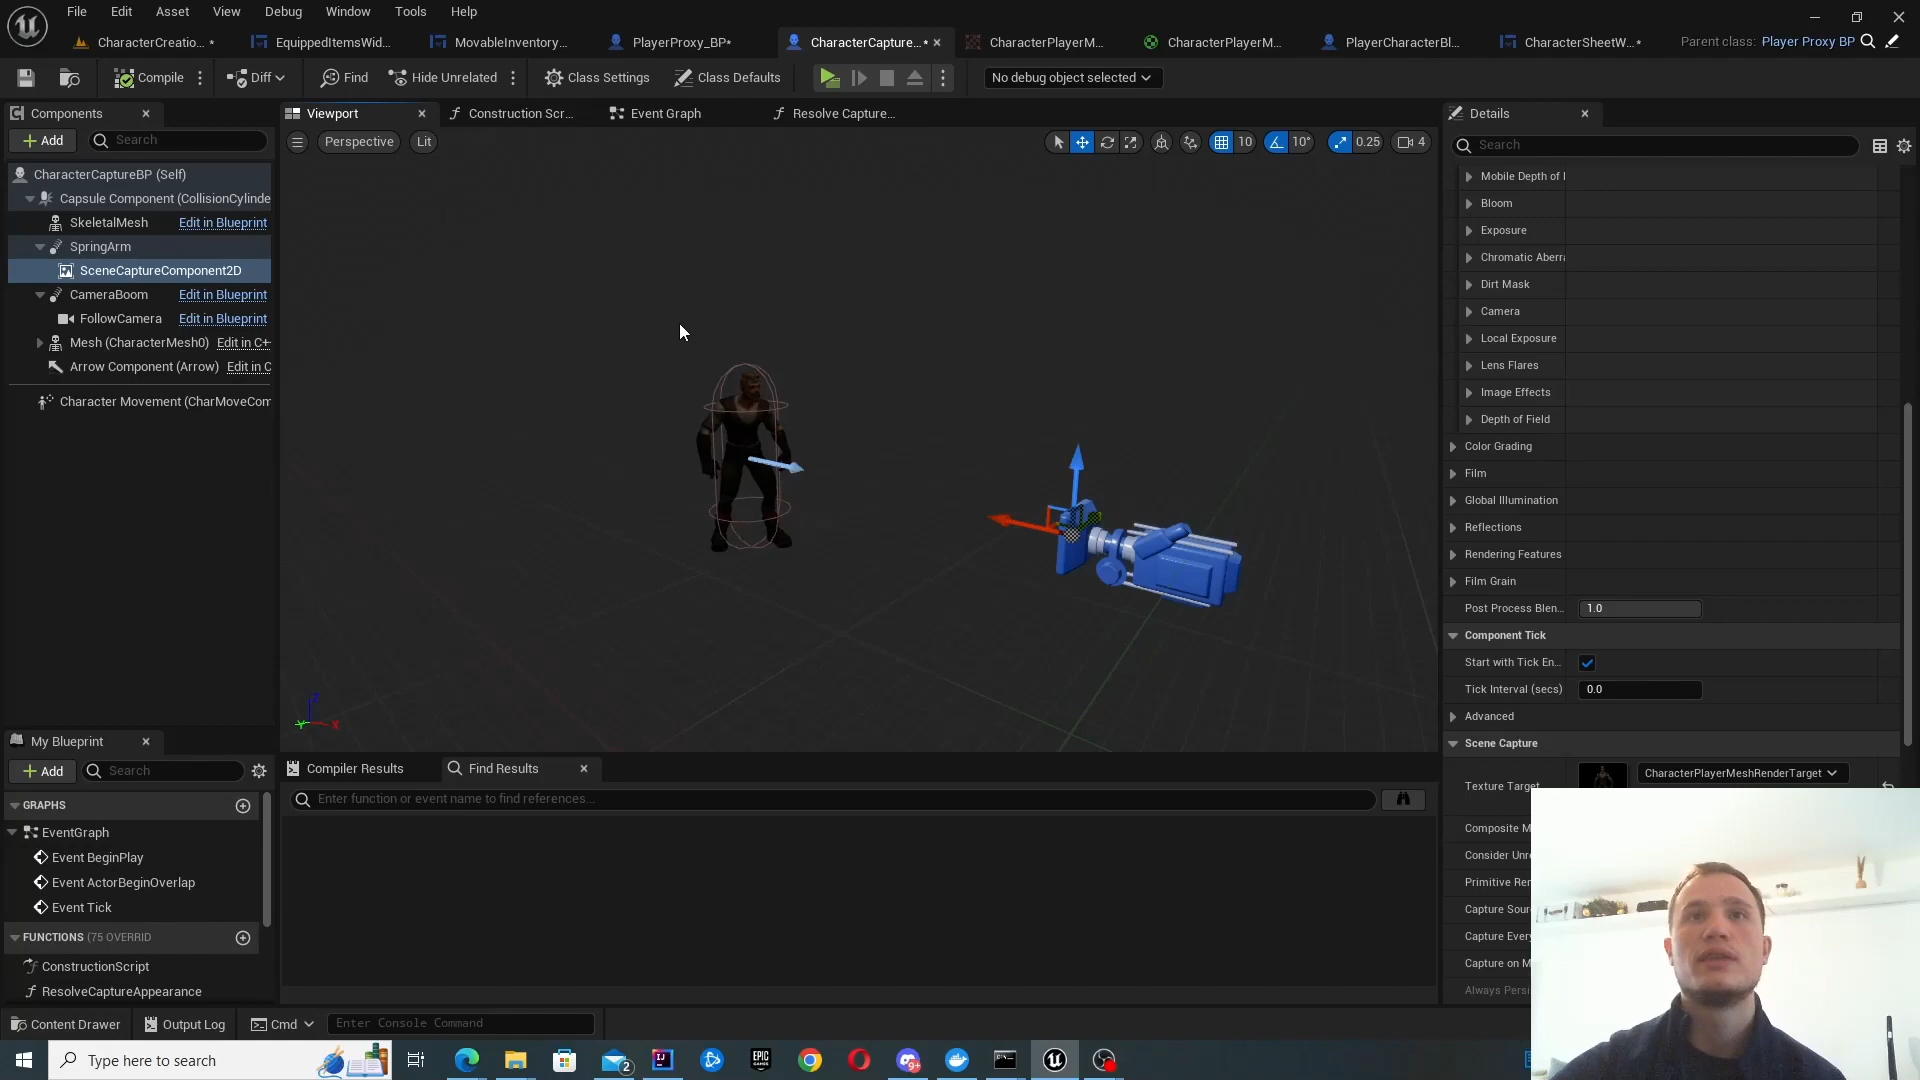 File Edit Asset View Debug Window Tools Help
CharacterCreatio... * EquippedItemsWid... MovableInventory... PlayerProxy_BP* CharacterCapture...* CharacterPlayerM... CharacterPlayerM... PlayerCharacterBl... CharacterSheetW...* Parent class: Player Proxy BP
Compile Diff Find Hide Unrelated Class Settings Class Defaults No debug object selected
Components
Viewport
Construction Scr...
Event Graph
Resolve Capture...
Details
Add Search
Perspective Lit 10 10° 0.25 4
Search
CharacterCaptureBP (Self)
Capsule Component (CollisionCylinde
SkeletalMesh Edit in Blueprint
SpringArm
SceneCaptureComponent2D
CameraBoom Edit in Blueprint
FollowCamera Edit in Blueprint
Mesh (CharacterMesh0) Edit in C+
Arrow Component (Arrow) Edit in C
Character Movement (CharMoveCom
Z
Y
X
Mobile Depth of
Bloom
Exposure
Chromatic Aberr
Dirt Mask
Camera
Local Exposure
Lens Flares
Image Effects
Depth of Field
Color Grading
Film
Global Illumination
Reflections
Rendering Features
Film Grain
Post Process Blen... 1.0
Component Tick
Start with Tick En...
Tick Interval (secs) 0.0
Advanced
Scene Capture
Texture Target CharacterPlayerMeshRenderTarget
Composite M
Consider Unr
Primitive Ren
Capture Sour
Capture Every
Capture on M
Always Persi
My Blueprint
Add Search
GRAPHS
EventGraph
Event BeginPlay
Event ActorBeginOverlap
Event Tick
FUNCTIONS (75 OVERRID
ConstructionScript
ResolveCaptureAppearance
Compiler Results
Find Results
Enter function or event name to find references...
Content Drawer Output Log Cmd Enter Console Command
Type here to search
2
EPIC GAMES
9+